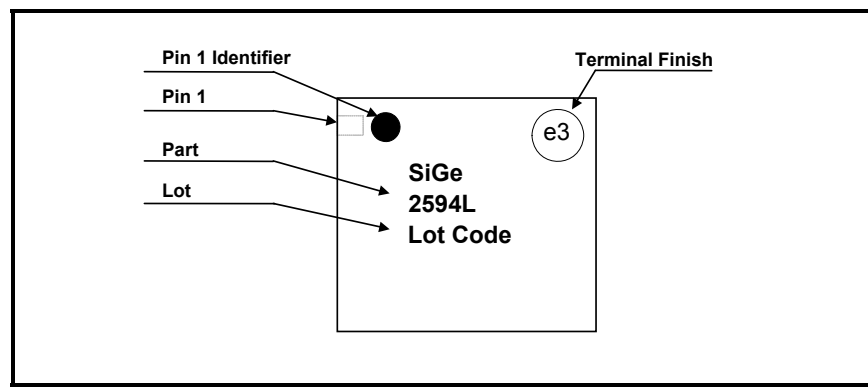 Pin 1 Identifier
Terminal Finish
Pin 1
e3
Part
SiGe
2594L
Lot
Lot Code